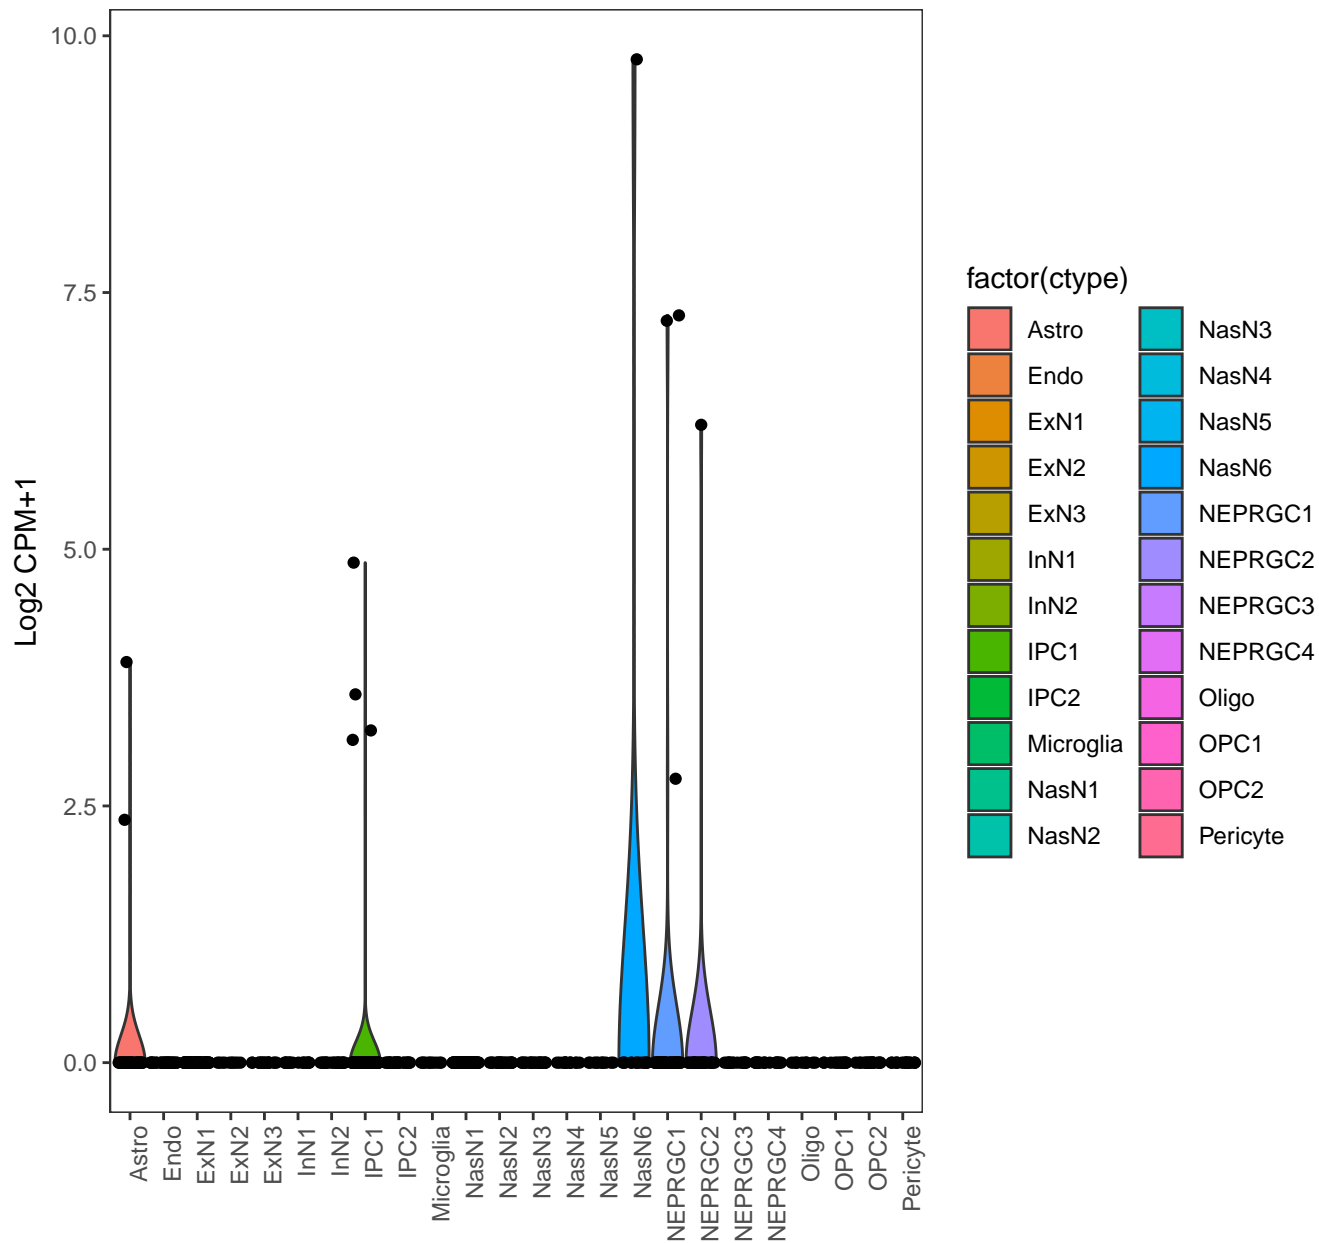 10.0
7.5
5.0
2.5
0.0
Log2 CPM+1
Astro
Endo
ExN1
ExN2
ExN3
InN1
InN2
IPC1
IPC2
Microglia
NasN1
NasN2
NasN3
NasN4
NasN5
NasN6
NEPRGC1
NEPRGC2
NEPRGC3
NEPRGC4
Oligo
OPC1
OPC2
Pericyte
factor(ctype)
Astro
Endo
ExN1
ExN2
ExN3
InN1
InN2
IPC1
IPC2
Microglia
NasN1
NasN2
NasN3
NasN4
NasN5
NasN6
NEPRGC1
NEPRGC2
NEPRGC3
NEPRGC4
Oligo
OPC1
OPC2
Pericyte